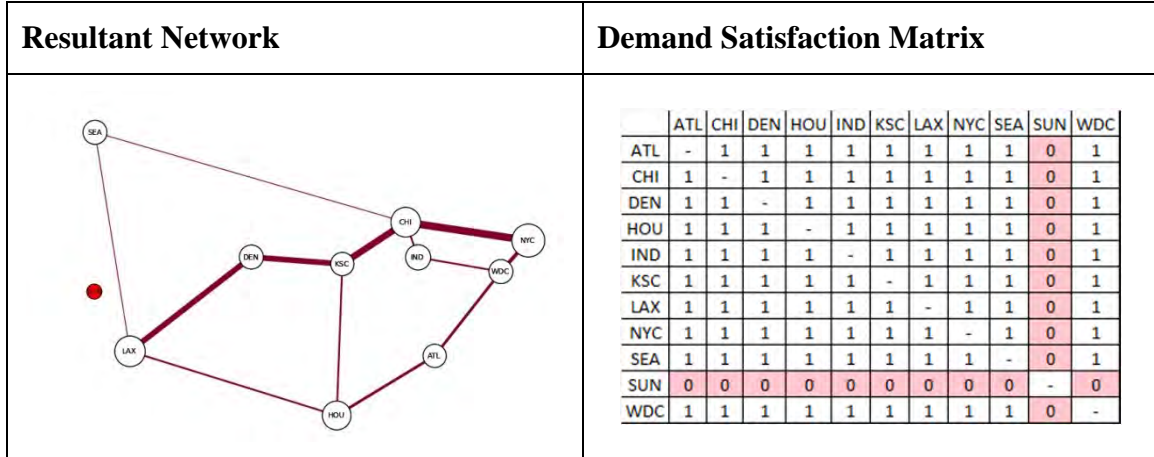 Resultant Network
Demand Satisfaction Matrix
SEA
CHI
NYC
DEN
KSC
IND
WDC
LAX
ATL
HOU
ATL CHI DEN HOU IND KSC LAX NYC SEA SUN WDC
ATL - 1 1 1 1 1 1 1 1 0 1
CHI 1 - 1 1 1 1 1 1 1 0 1
DEN 1 1 - 1 1 1 1 1 1 0 1
HOU 1 1 1 - 1 1 1 1 1 0 1
IND 1 1 1 1 - 1 1 1 1 0 1
KSC 1 1 1 1 1 - 1 1 1 0 1
LAX 1 1 1 1 1 1 - 1 1 0 1
NYC 1 1 1 1 1 1 1 - 1 0 1
SEA 1 1 1 1 1 1 1 1 - 0 1
SUN 0 0 0 0 0 0 0 0 0 - 0
WDC 1 1 1 1 1 1 1 1 1 0 -